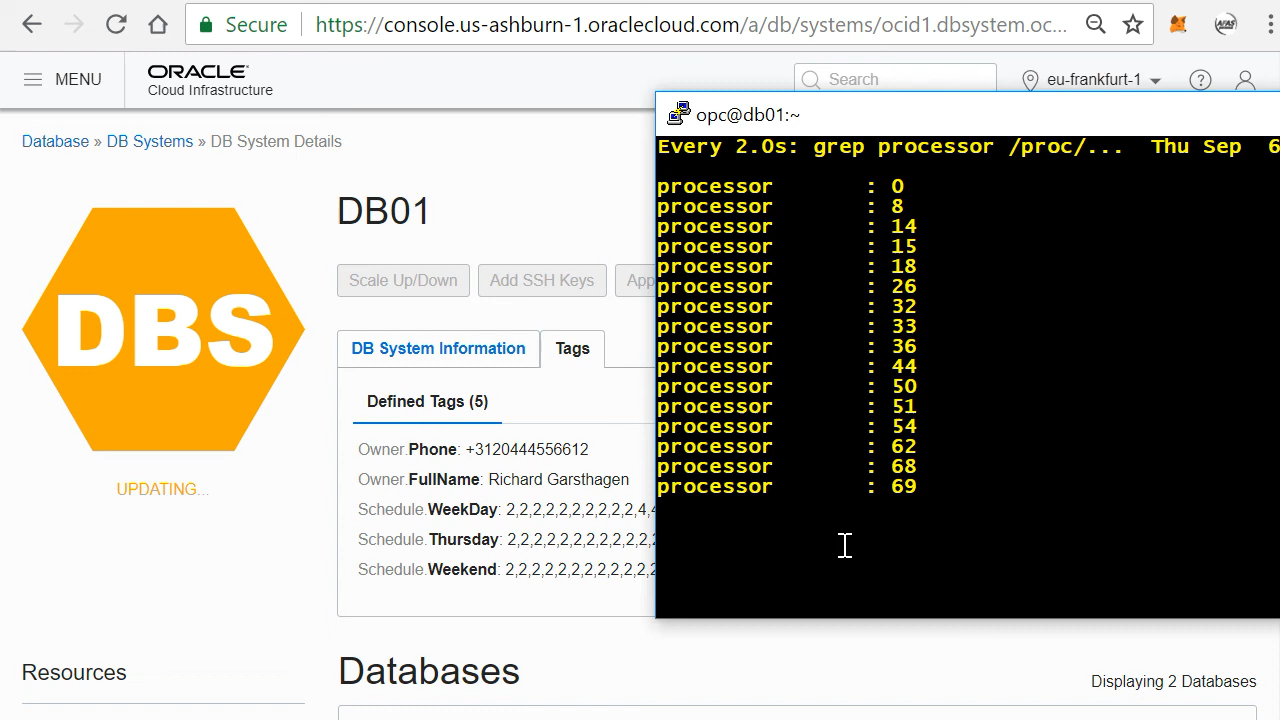 Secure https://console.us-ashburn-1.oraclecloud.com/a/db/systems/ocid1.dbsystem.oc...
MENU
ORACLE
Cloud Infrastructure
Search
eu-frankfurt-1
Database » DB Systems » DB System Details
DBS
UPDATING...
DB01
Scale Up/Down
Add SSH Keys
App
DB System Information
Tags
Defined Tags (5)
Owner.Phone: +3120444556612
Owner.FullName: Richard Garsthagen
Schedule.WeekDay: 2,2,2,2,2,2,2,2,2,2,4,4
Schedule.Thursday: 2,2,2,2,2,2,2,2,2,2,2,
Schedule.Weekend: 2,2,2,2,2,2,2,2,2,2,2,
opc@db01:~
Every 2.0s: grep processor /proc/... Thu Sep 6
processor : 0
processor : 8
processor : 14
processor : 15
processor : 18
processor : 26
processor : 32
processor : 33
processor : 36
processor : 44
processor : 50
processor : 51
processor : 54
processor : 62
processor : 68
processor : 69
Resources
Databases
Displaying 2 Databases